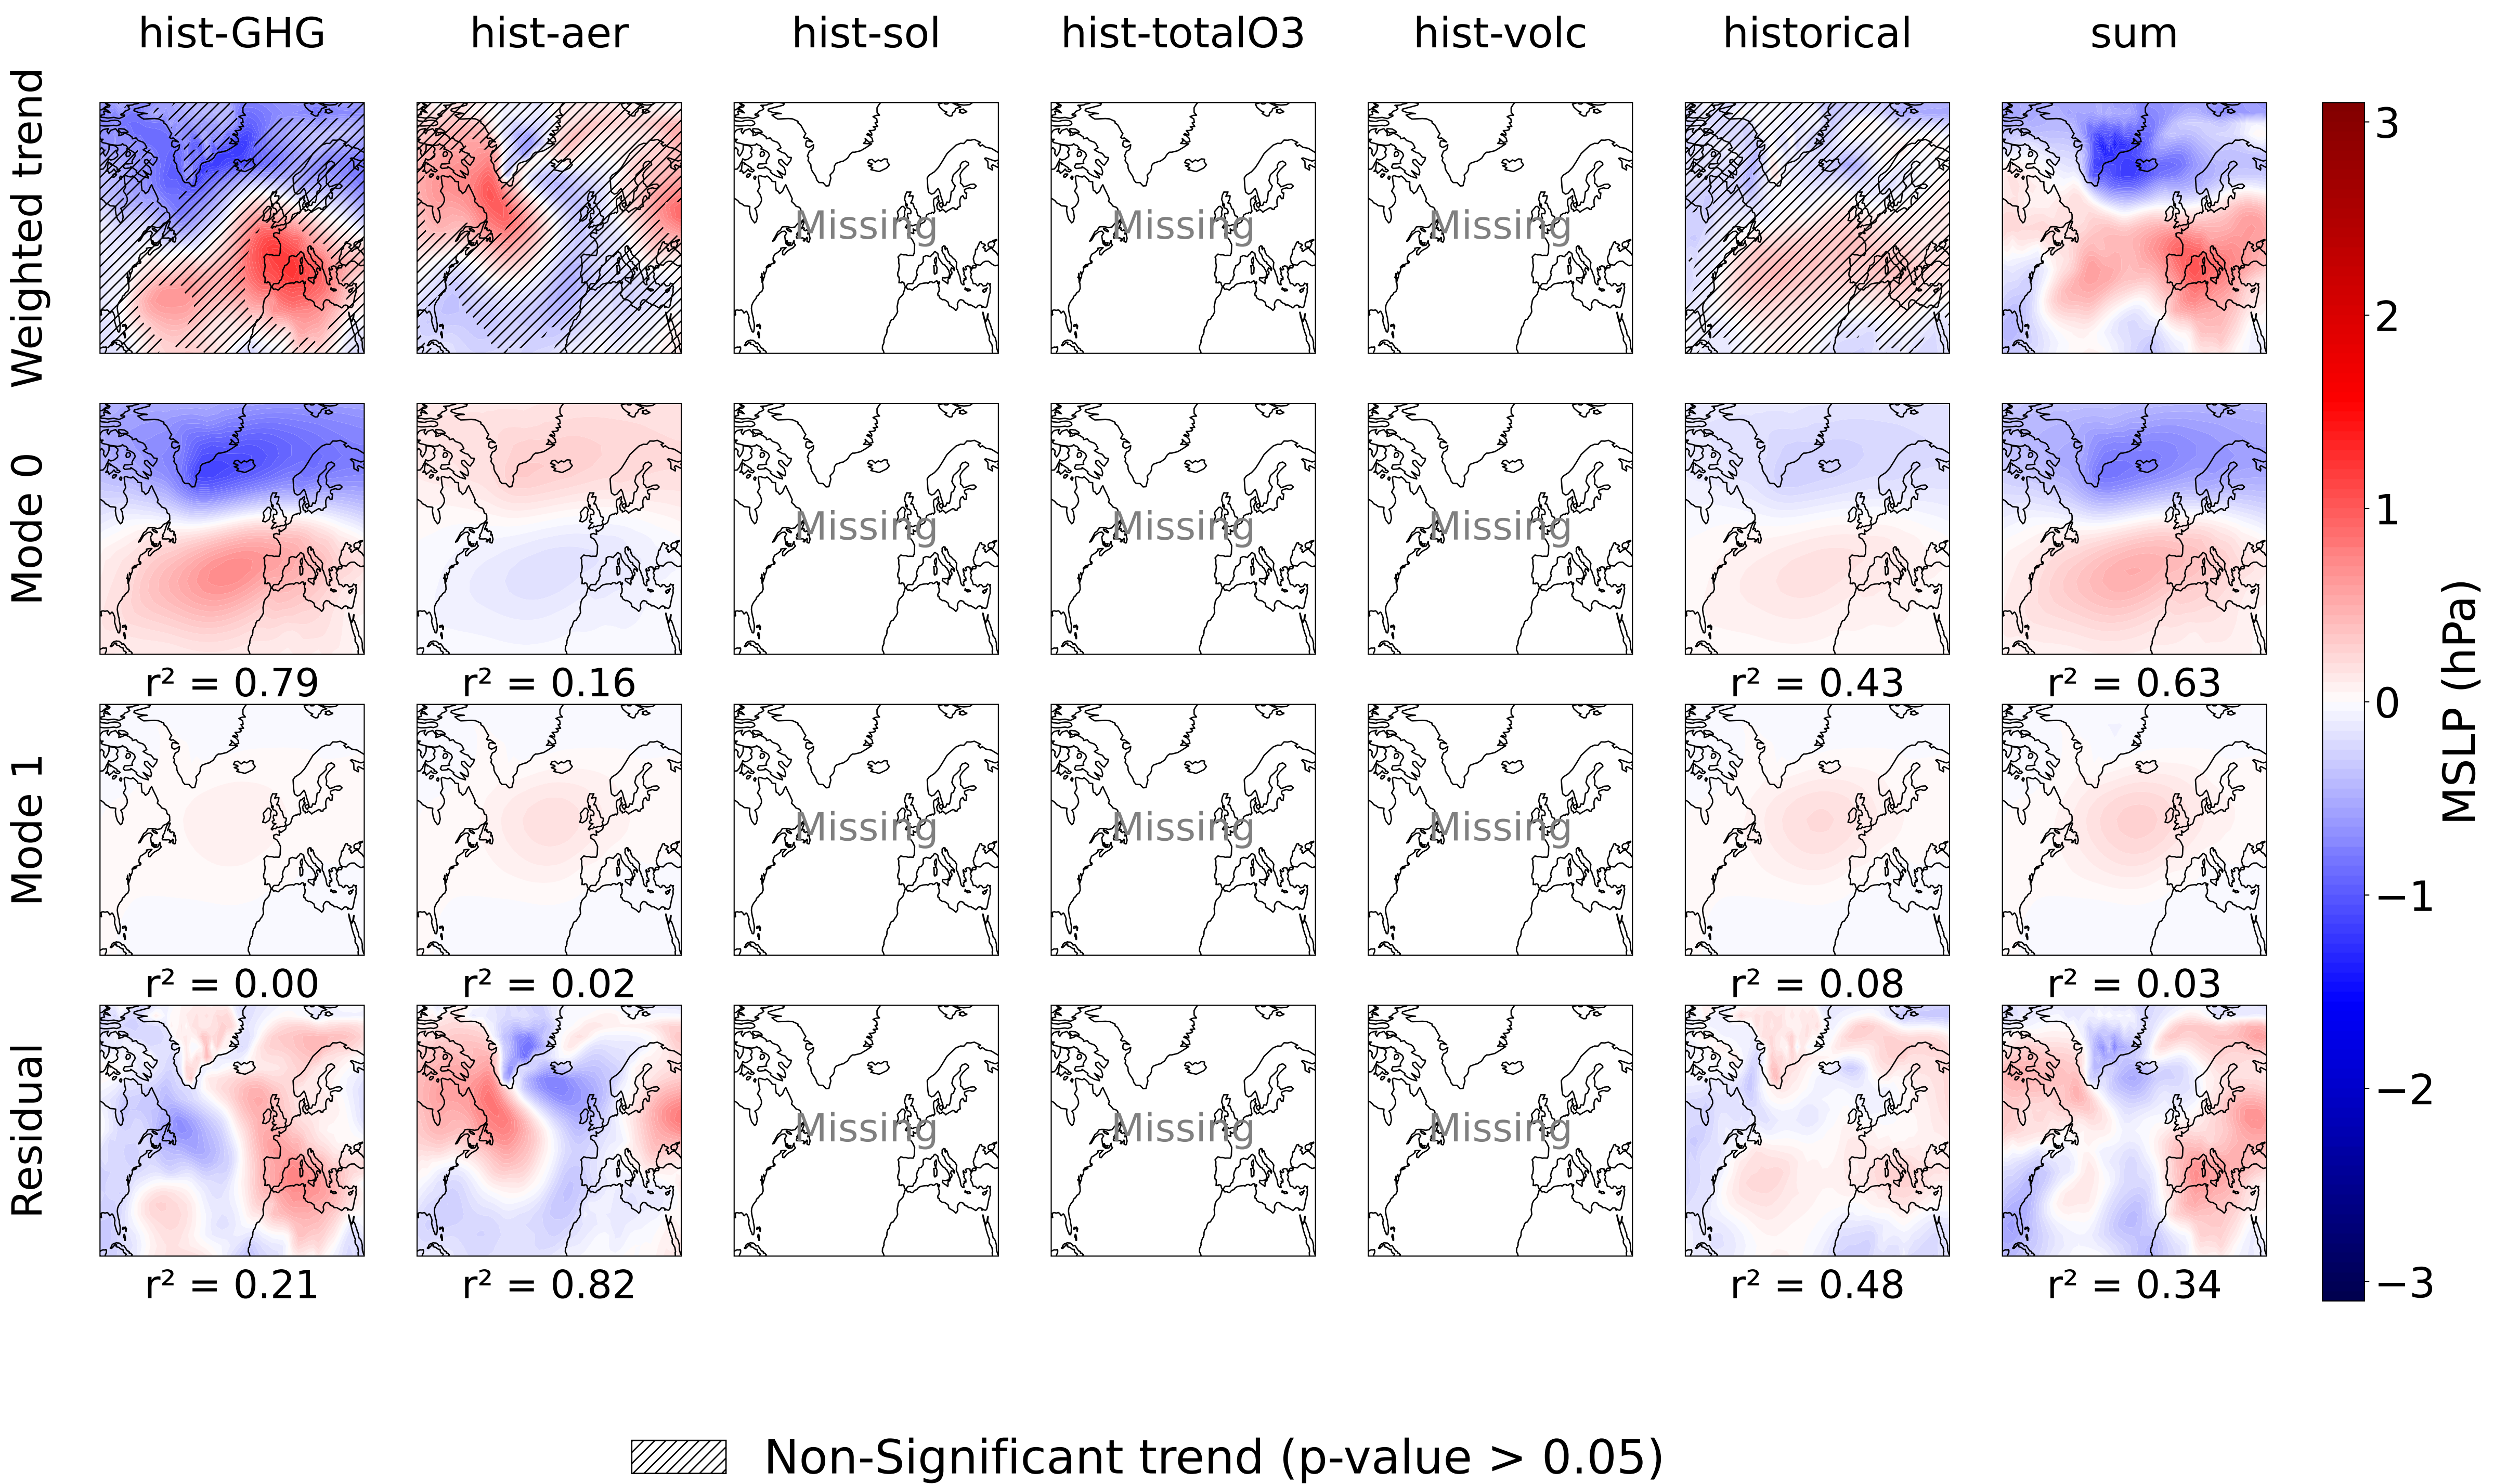 hist-GHG hist-aer hist-sol hist-totalO3 hist-volc historical sum
Weighted trend
Missing Missing Missing
Mode 0
Missing Missing Missing
r² = 0.79 r² = 0.16 r² = 0.43 r² = 0.63
Mode 1
Missing Missing Missing
r² = 0.00 r² = 0.02 r² = 0.08 r² = 0.03
Residual
Missing Missing Missing
r² = 0.21 r² = 0.82 r² = 0.48 r² = 0.34
3
2
1
0
−1
−2
−3
MSLP (hPa)
Non-Significant trend (p-value > 0.05)